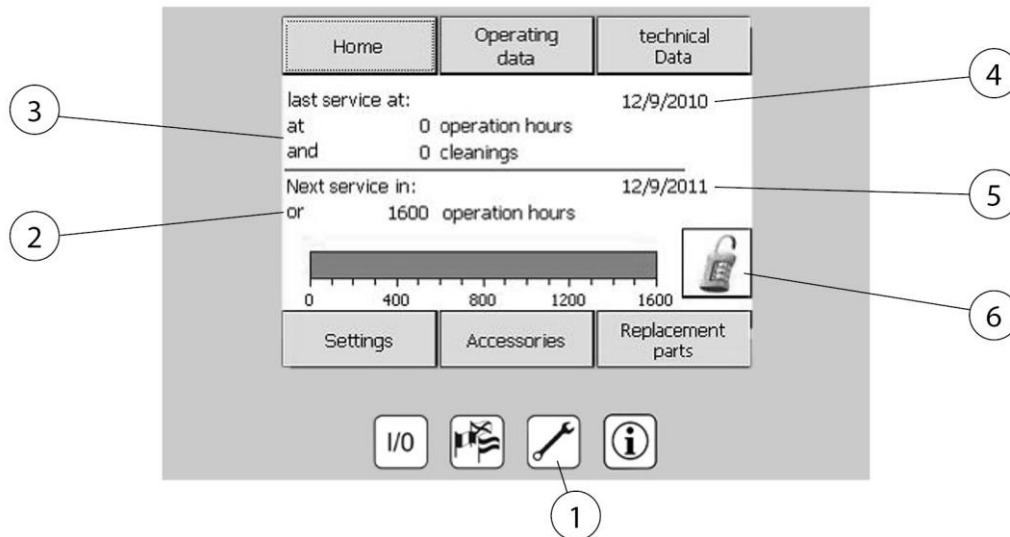 Home
Operating
data
technical
Data
last service at:
12/9/2010
4
3
at 0 operation hours
and 0 cleanings
Next service in:
12/9/2011
5
2
or 1600 operation hours
0 400 800 1200 1600
6
Settings
Accessories
Replacement
parts
I/0
i
1